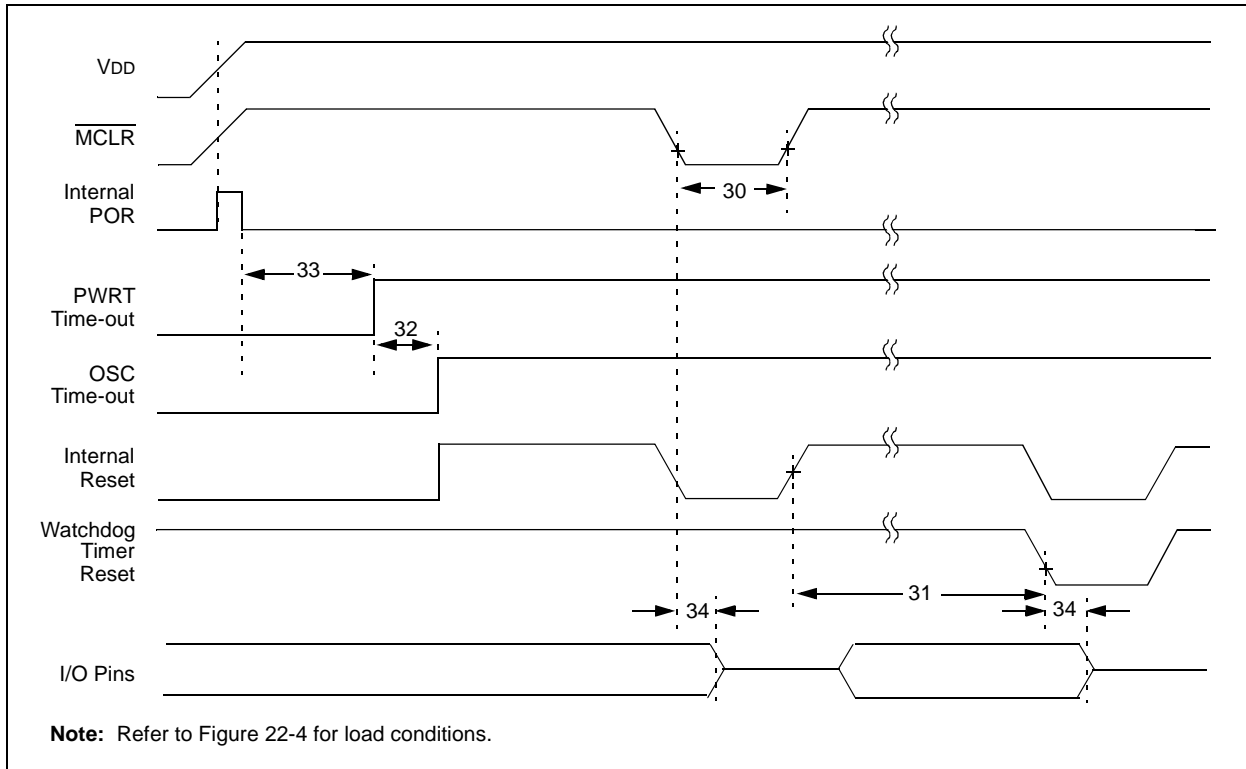 VDD
MCLR
Internal
POR
30
33
PWRT
Time-out
32
OSC
Time-out
Internal
Reset
Watchdog
Timer
Reset
31
34
34
I/O Pins
Note: Refer to Figure 22-4 for load conditions.